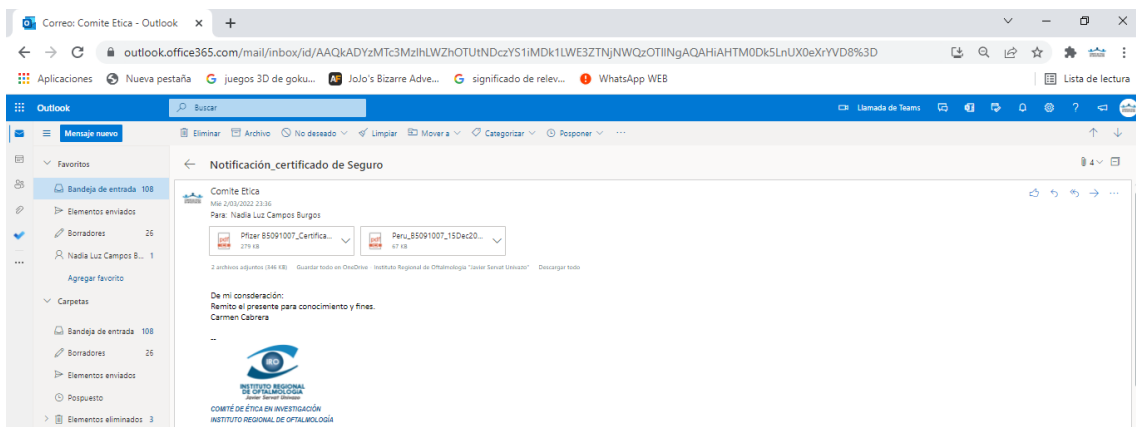 Correo: Comite Etica - Outlook
outlook.office365.com/mail/inbox/id/AAQkADYzMTc3MzlhLWZhOTUtNDczYS1iMDk1LWE3ZTNjNWQzOTllNgAQAHiAHTM0Dk5LnUX0eXrYVD8%3D
Aplicaciones Nueva pestaña juegos 3D de goku... JoJo's Bizarre Adve... significado de relev... WhatsApp WEB Lista de lectura
Outlook Buscar Llamada de Teams
Mensaje nuevo Eliminar Archivo No deseado Limpiar Mover a Categorizar Posponer
Favoritos
Bandeja de entrada 108
Elementos enviados
Borradores 26
Nadia Luz Campos B... 1
Agregar favorito
Carpetas
Bandeja de entrada 108
Borradores 26
Elementos enviados
Pospuesto
Elementos eliminados 3
Notificación_certificado de Seguro
4
Comite Etica
Mié 2/03/2022 23:36
Para: Nadia Luz Campos Burgos
Pfizer B5091007_Certifica...
279 KB
Peru_B5091007_15Dec20...
67 KB
2 archivos adjuntos (346 KB) Guardar todo en OneDrive - Instituto Regional de Oftalmologia "Javier Servat Univazo" Descargar todo
De mi consderación:
Remito el presente para conocimiento y fines.
Carmen Cabrera
--
IRO
INSTITUTO REGIONAL
DE OFTALMOLOGIA
Javier Servat Univazo
COMITÉ DE ÉTICA EN INVESTIGACIÓN
INSTITUTO REGIONAL DE OFTALMOLOGÍA